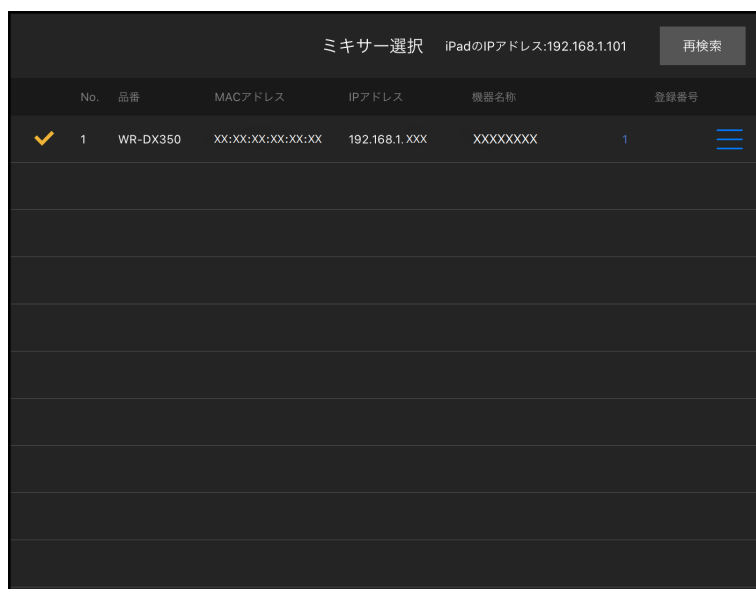 ミキサー選択 iPadのIPアドレス:192.168.1.101 再検索
No. 品番 MACアドレス IPアドレス 機器名称 登録番号
1 WR-DX350 XX:XX:XX:XX:XX:XX 192.168.1. XXX XXXXXXXX 1